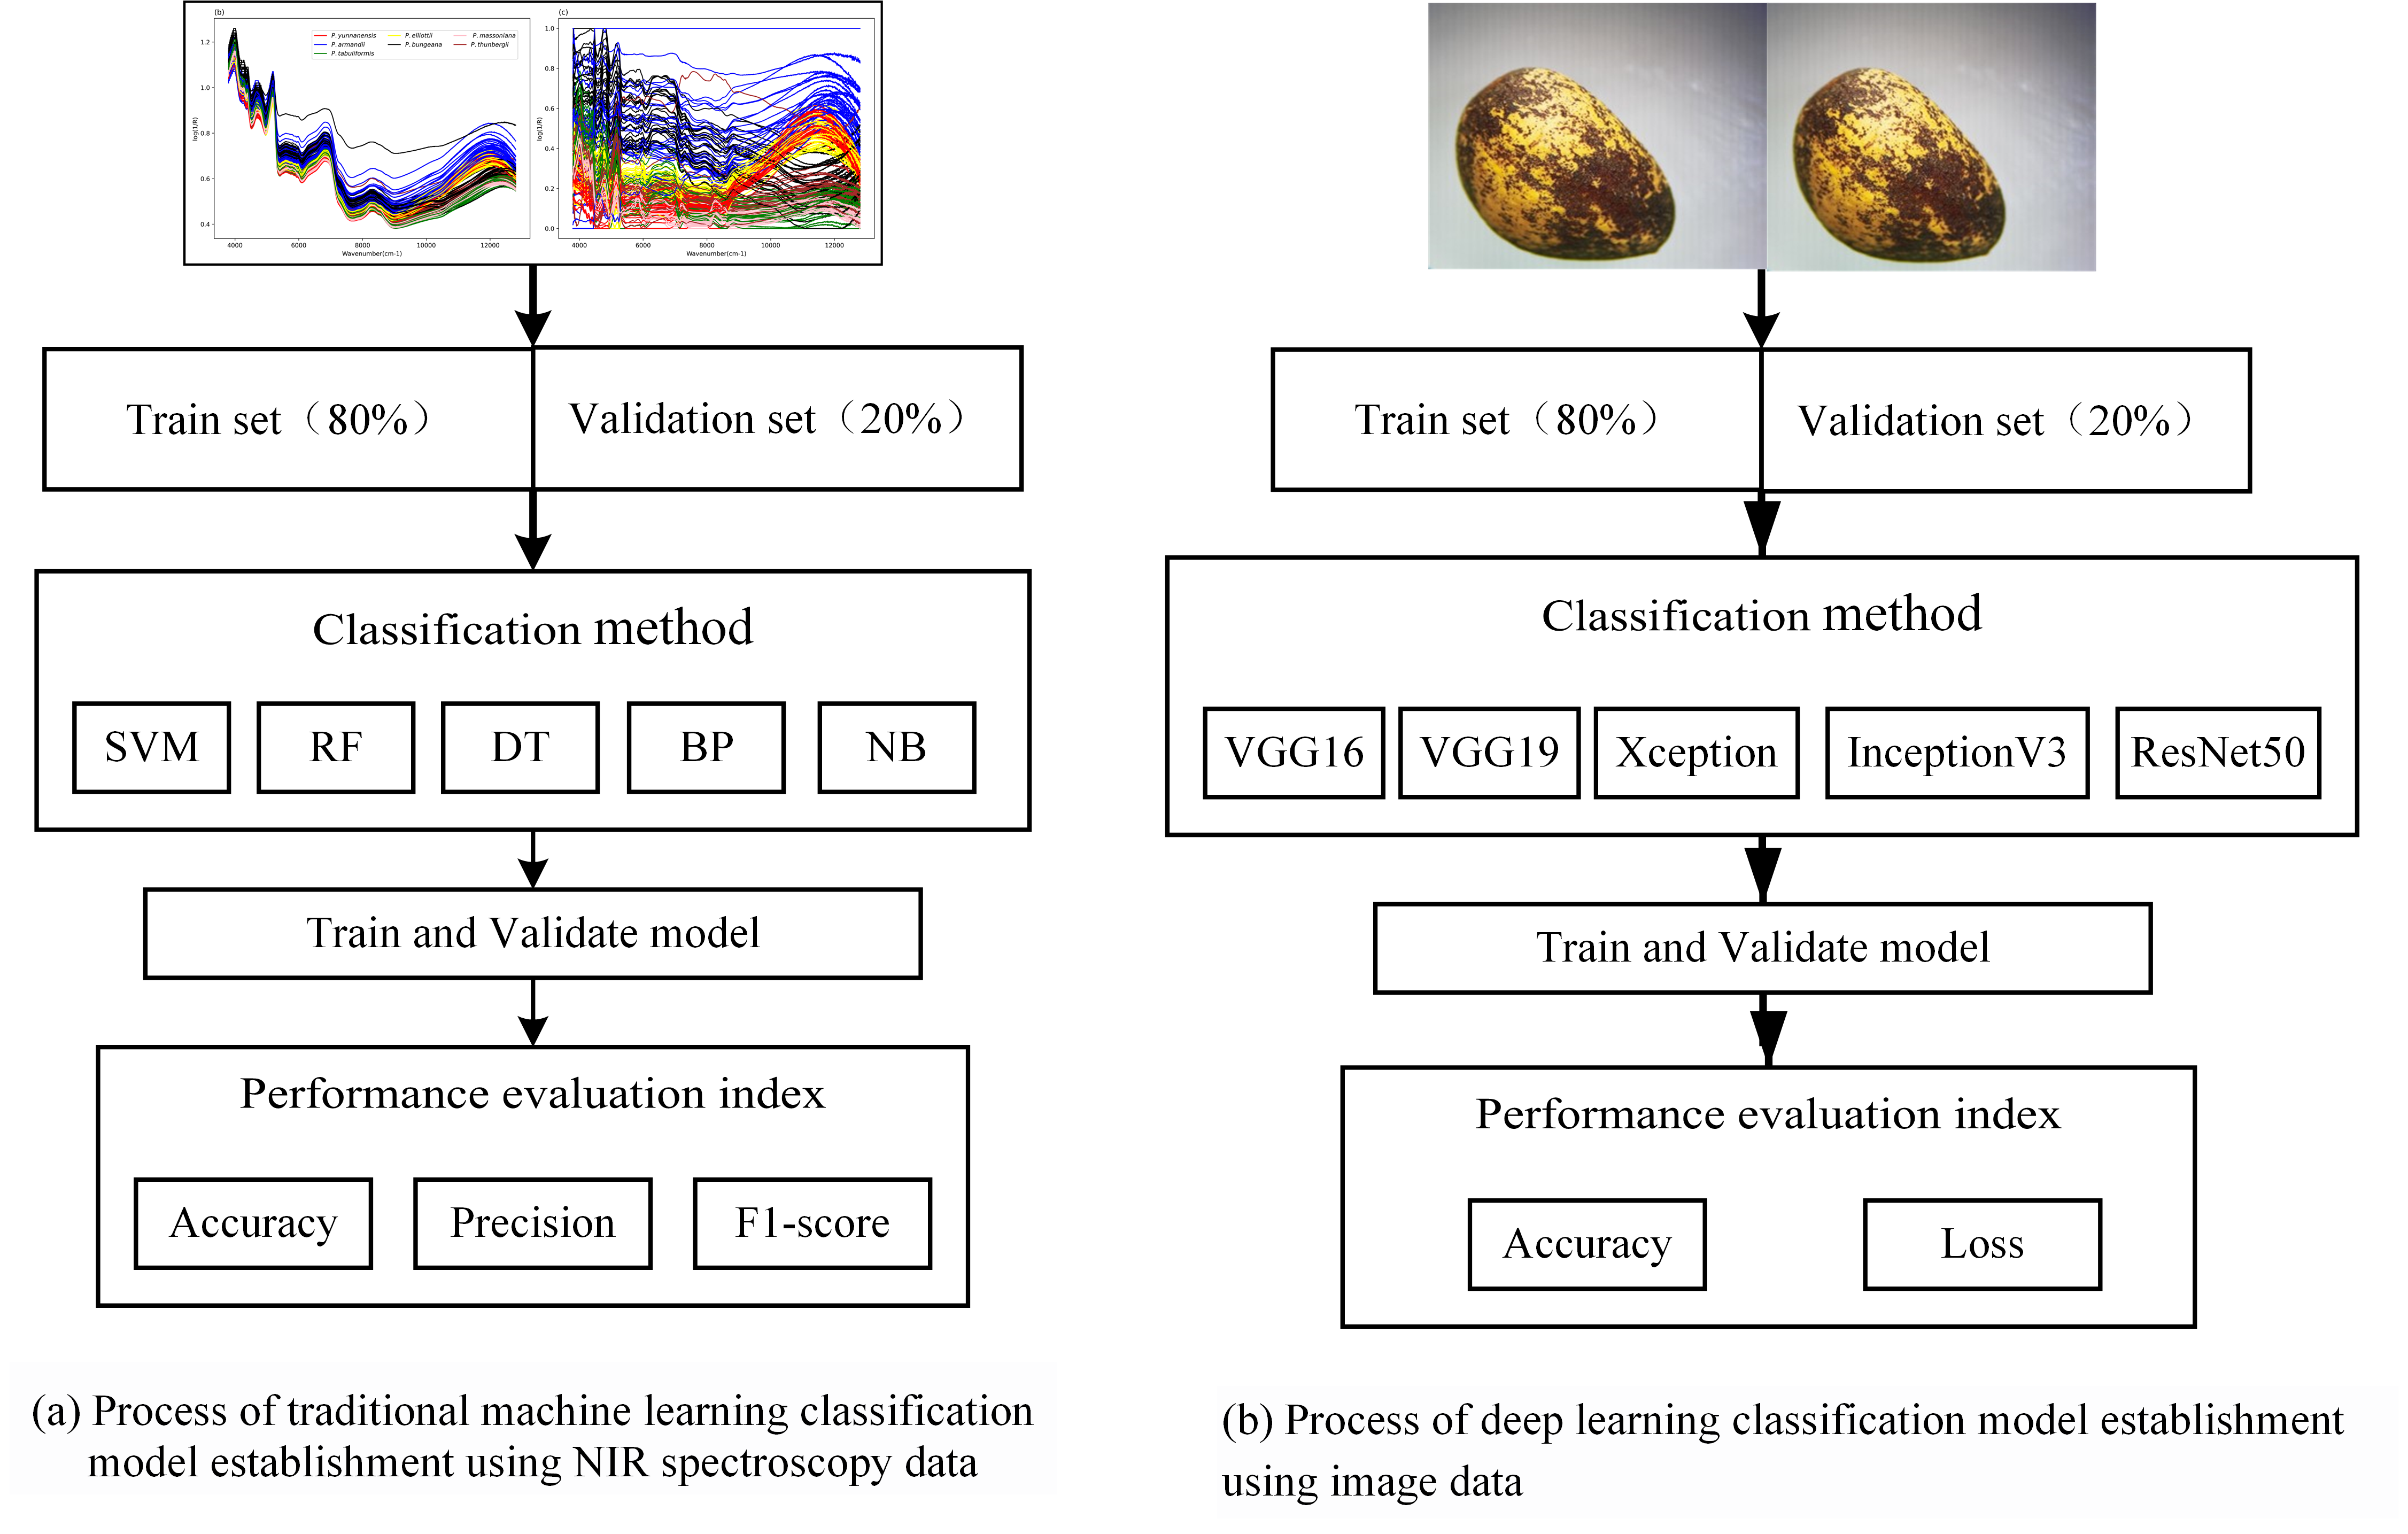 (b)
P.yunnanensis
P.elliottii
P.massoniana
P.armandii
P.bungeana
P.thunbergii
P.tabuliformis
1.2
1.0
0.8
0.6
0.4
log(1/R)
4000
6000
8000
10000
12000
Wavenumber(cm-1)
(c)
1.0
0.8
0.6
0.4
0.2
0.0
log(1/R)
4000
6000
8000
10000
12000
Wavenumber(cm-1)
Train set（80%）
Validation set（20%）
Classification method
SVM
RF
DT
BP
NB
Train and Validate model
Performance evaluation index
Accuracy
Precision
F1-score
(a) Process of traditional machine learning classification
model establishment using NIR spectroscopy data
Train set（80%）
Validation set（20%）
Classification method
VGG16
VGG19
Xception
InceptionV3
ResNet50
Train and Validate model
Performance evaluation index
Accuracy
Loss
(b) Process of deep learning classification model establishment
using image data